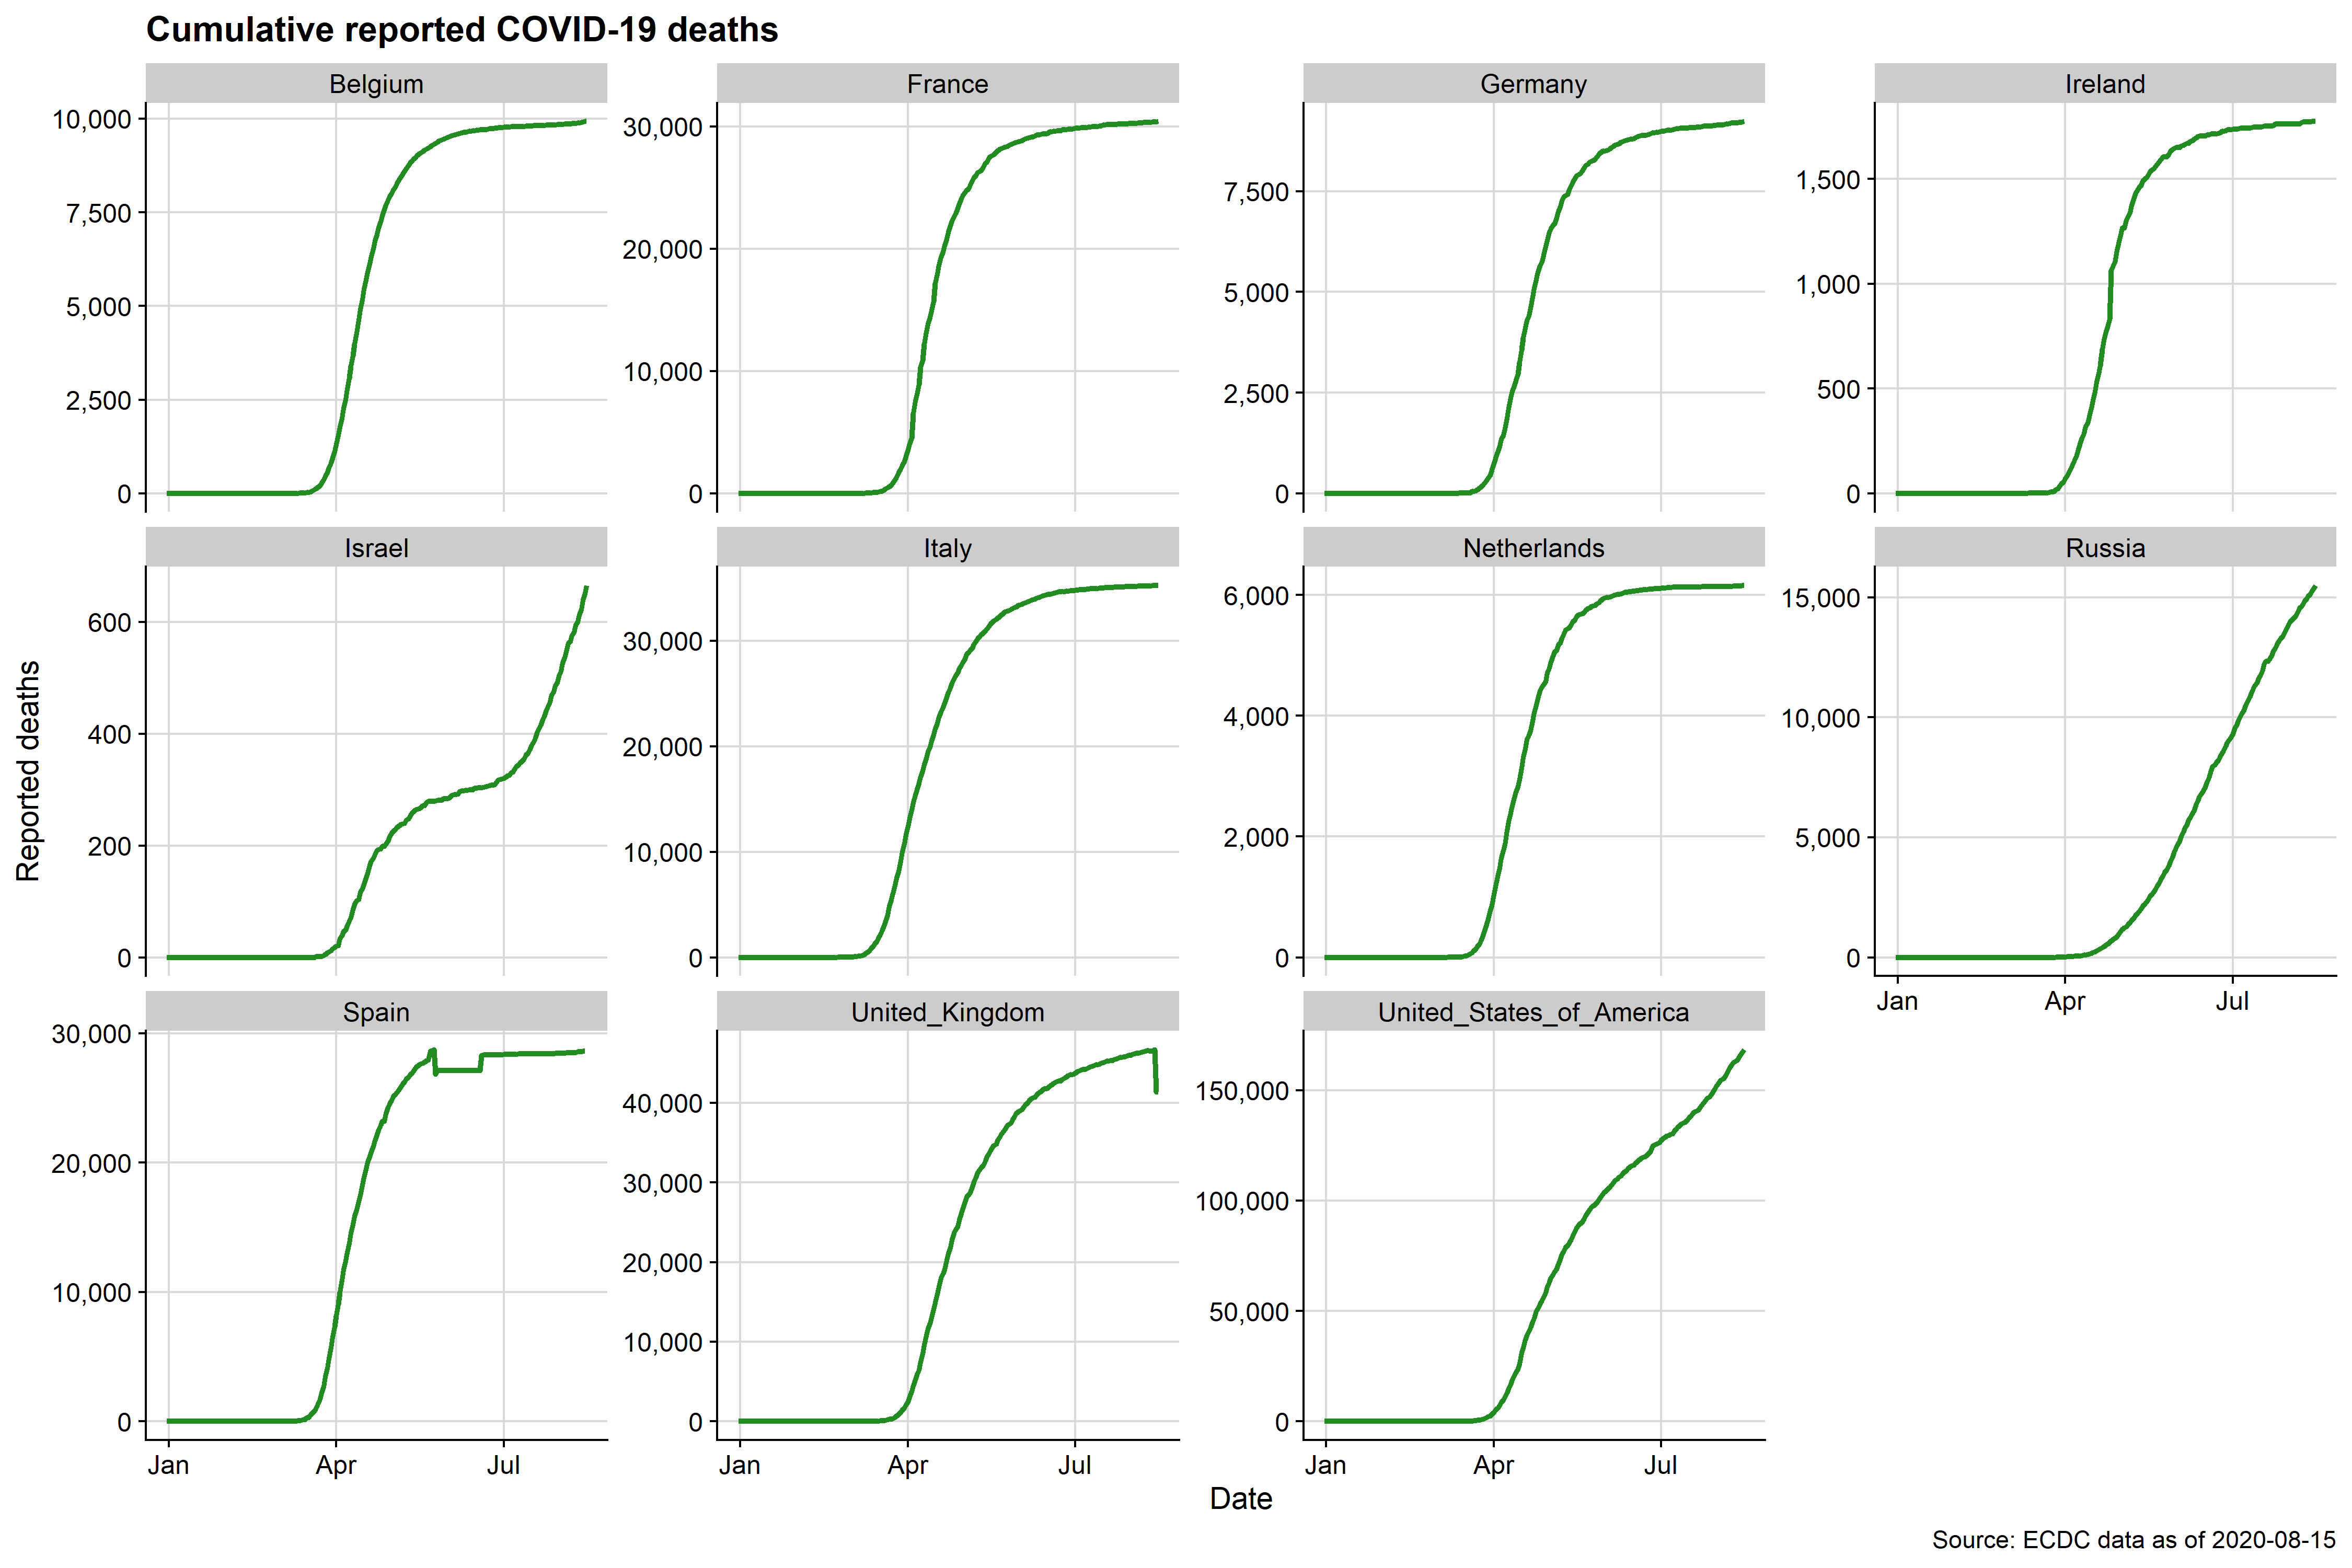 Cumulative reported COVID-19 deaths
Belgium
France
Germany
Ireland
10,000
7,500
5,000
2,500
0
30,000
20,000
10,000
0
7,500
5,000
2,500
0
1,500
1,000
500
0
Israel
Italy
Netherlands
Russia
600
400
200
0
30,000
20,000
10,000
0
6,000
4,000
2,000
0
15,000
10,000
5,000
0
Jan Apr Jul
Reported deaths
Spain
United_Kingdom
United_States_of_America
30,000
20,000
10,000
0
40,000
30,000
20,000
10,000
0
150,000
100,000
50,000
0
Jan Apr Jul
Jan Apr Jul
Jan Apr Jul
Date
Source: ECDC data as of 2020-08-15